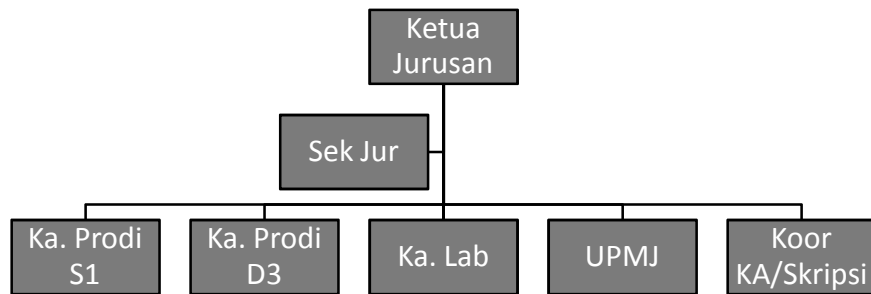 Ketua
Jurusan
Sek Jur
Ka. Prodi
S1
Ka. Prodi
D3
Ka. Lab
UPMJ
Koor
KA/Skripsi